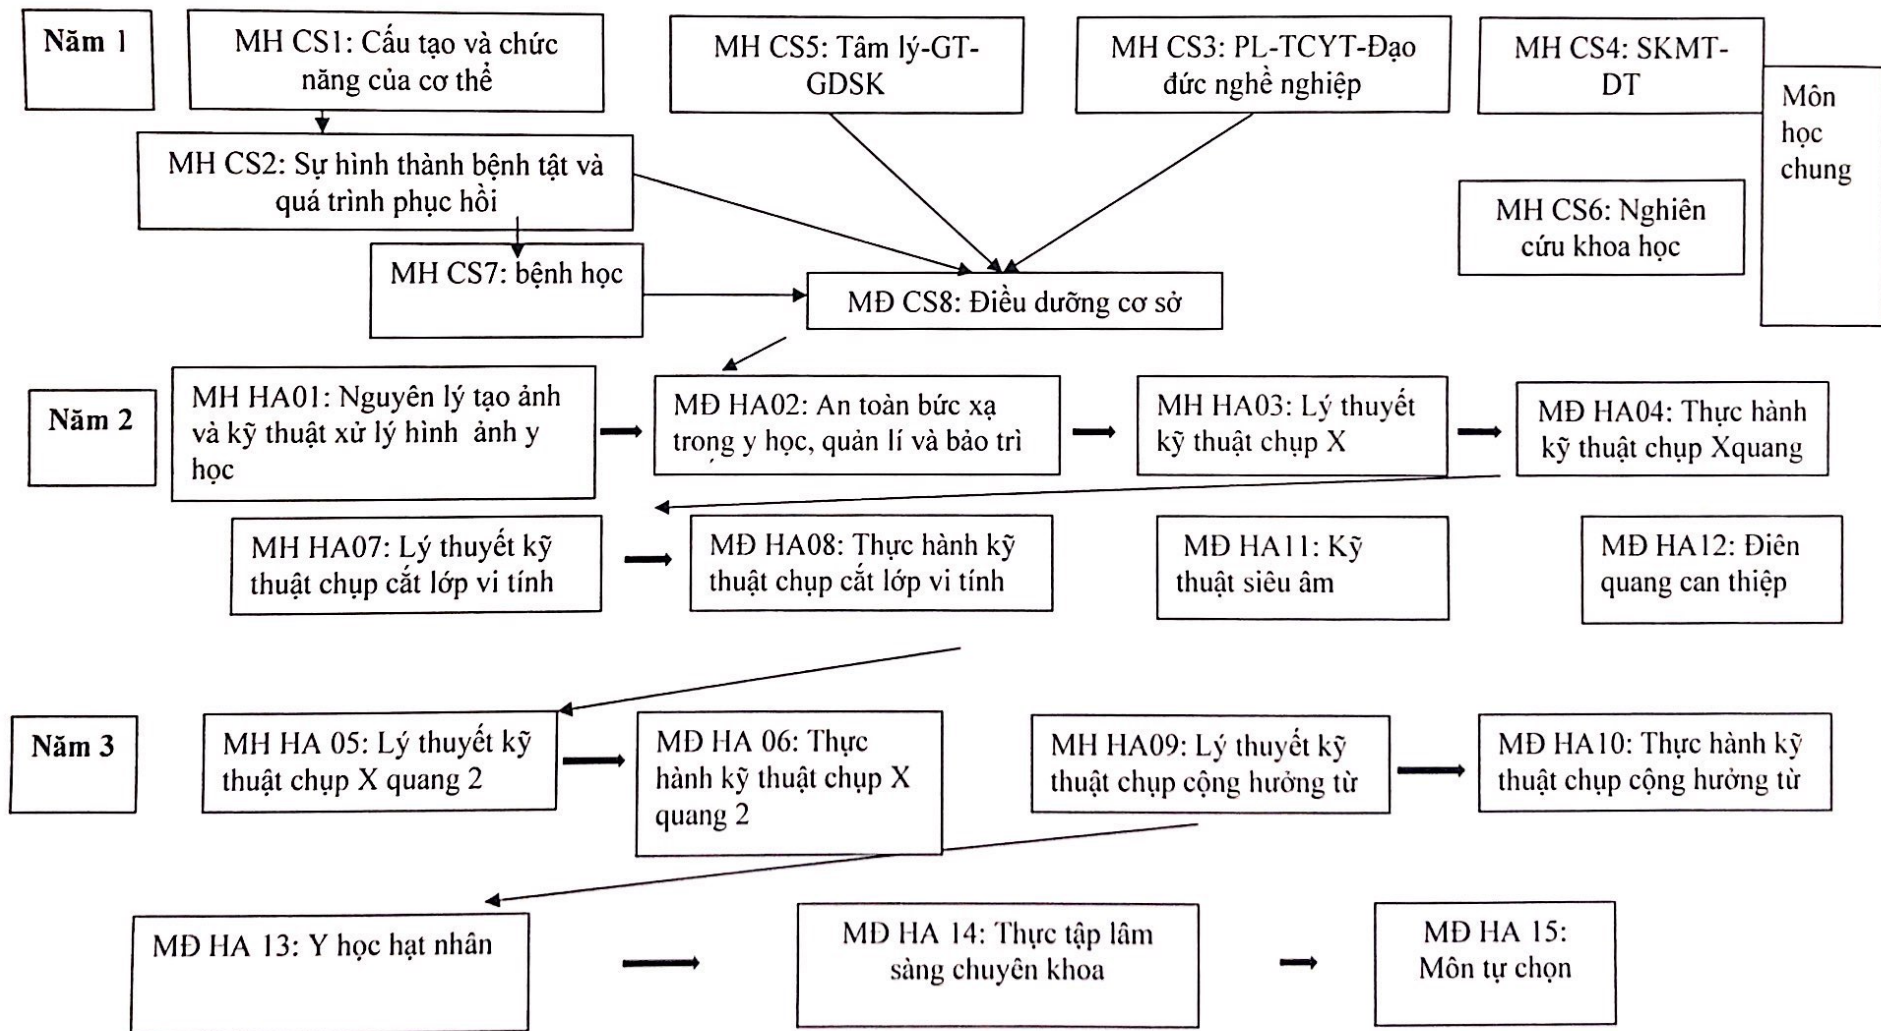 Năm 1
MH CS1: Cấu tạo và chức
năng của cơ thể
MH CS5: Tâm lý-GT-
GDSK
MH CS3: PL-TCYT-Đạo
đức nghề nghiệp
MH CS4: SKMT-
DT
Môn
học
chung
MH CS2: Sự hình thành bệnh tật và
quá trình phục hồi
MH CS6: Nghiên
cứu khoa học
MH CS7: bệnh học
MĐ CS8: Điều dưỡng cơ sở
Năm 2
MH HA01: Nguyên lý tạo ảnh
và kỹ thuật xử lý hình ảnh y
học
MĐ HA02: An toàn bức xạ
trong y học, quản lí và bảo trì
MH HA03: Lý thuyết
kỹ thuật chụp X
MĐ HA04: Thực hành
kỹ thuật chụp Xquang
MH HA07: Lý thuyết kỹ
thuật chụp cắt lớp vi tính
MĐ HA08: Thực hành kỹ
thuật chụp cắt lớp vi tính
MĐ HA11: Kỹ
thuật siêu âm
MĐ HA12: Điên
quang can thiệp
Năm 3
MH HA 05: Lý thuyết kỹ
thuật chụp X quang 2
MĐ HA 06: Thực
hành kỹ thuật chụp X
quang 2
MH HA09: Lý thuyết kỹ
thuật chụp cộng hưởng từ
MĐ HA10: Thực hành kỹ
thuật chụp cộng hưởng từ
MĐ HA 13: Y học hạt nhân
MĐ HA 14: Thực tập lâm
sàng chuyên khoa
MĐ HA 15:
Môn tự chọn